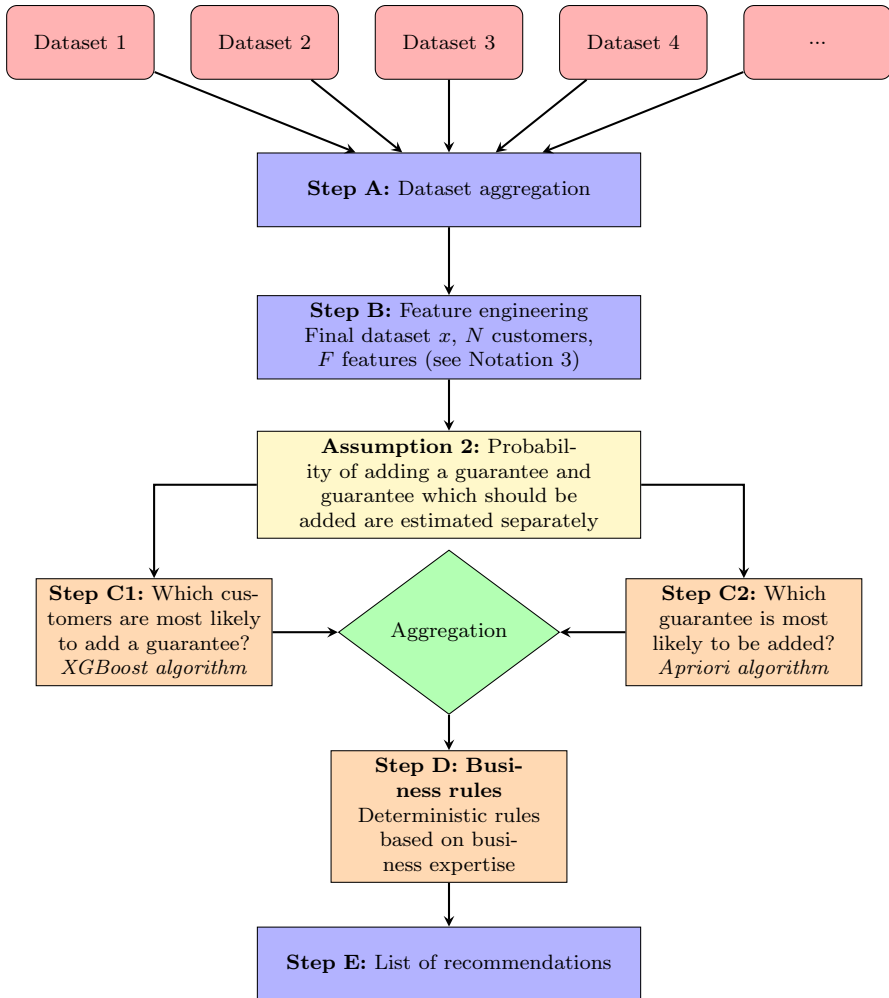 Dataset 1
Dataset 2
Dataset 3
Dataset 4
...
Step A: Dataset aggregation
Step B: Feature engineering
Final dataset x, N customers,
F features (see Notation 3)
Assumption 2: Probabil-
ity of adding a guarantee and
guarantee which should be
added are estimated separately
Step C1: Which cus-
tomers are most likely
to add a guarantee?
XGBoost algorithm
Aggregation
Step C2: Which
guarantee is most
likely to be added?
Apriori algorithm
Step D: Busi-
ness rules
Deterministic rules
based on busi-
ness expertise
Step E: List of recommendations